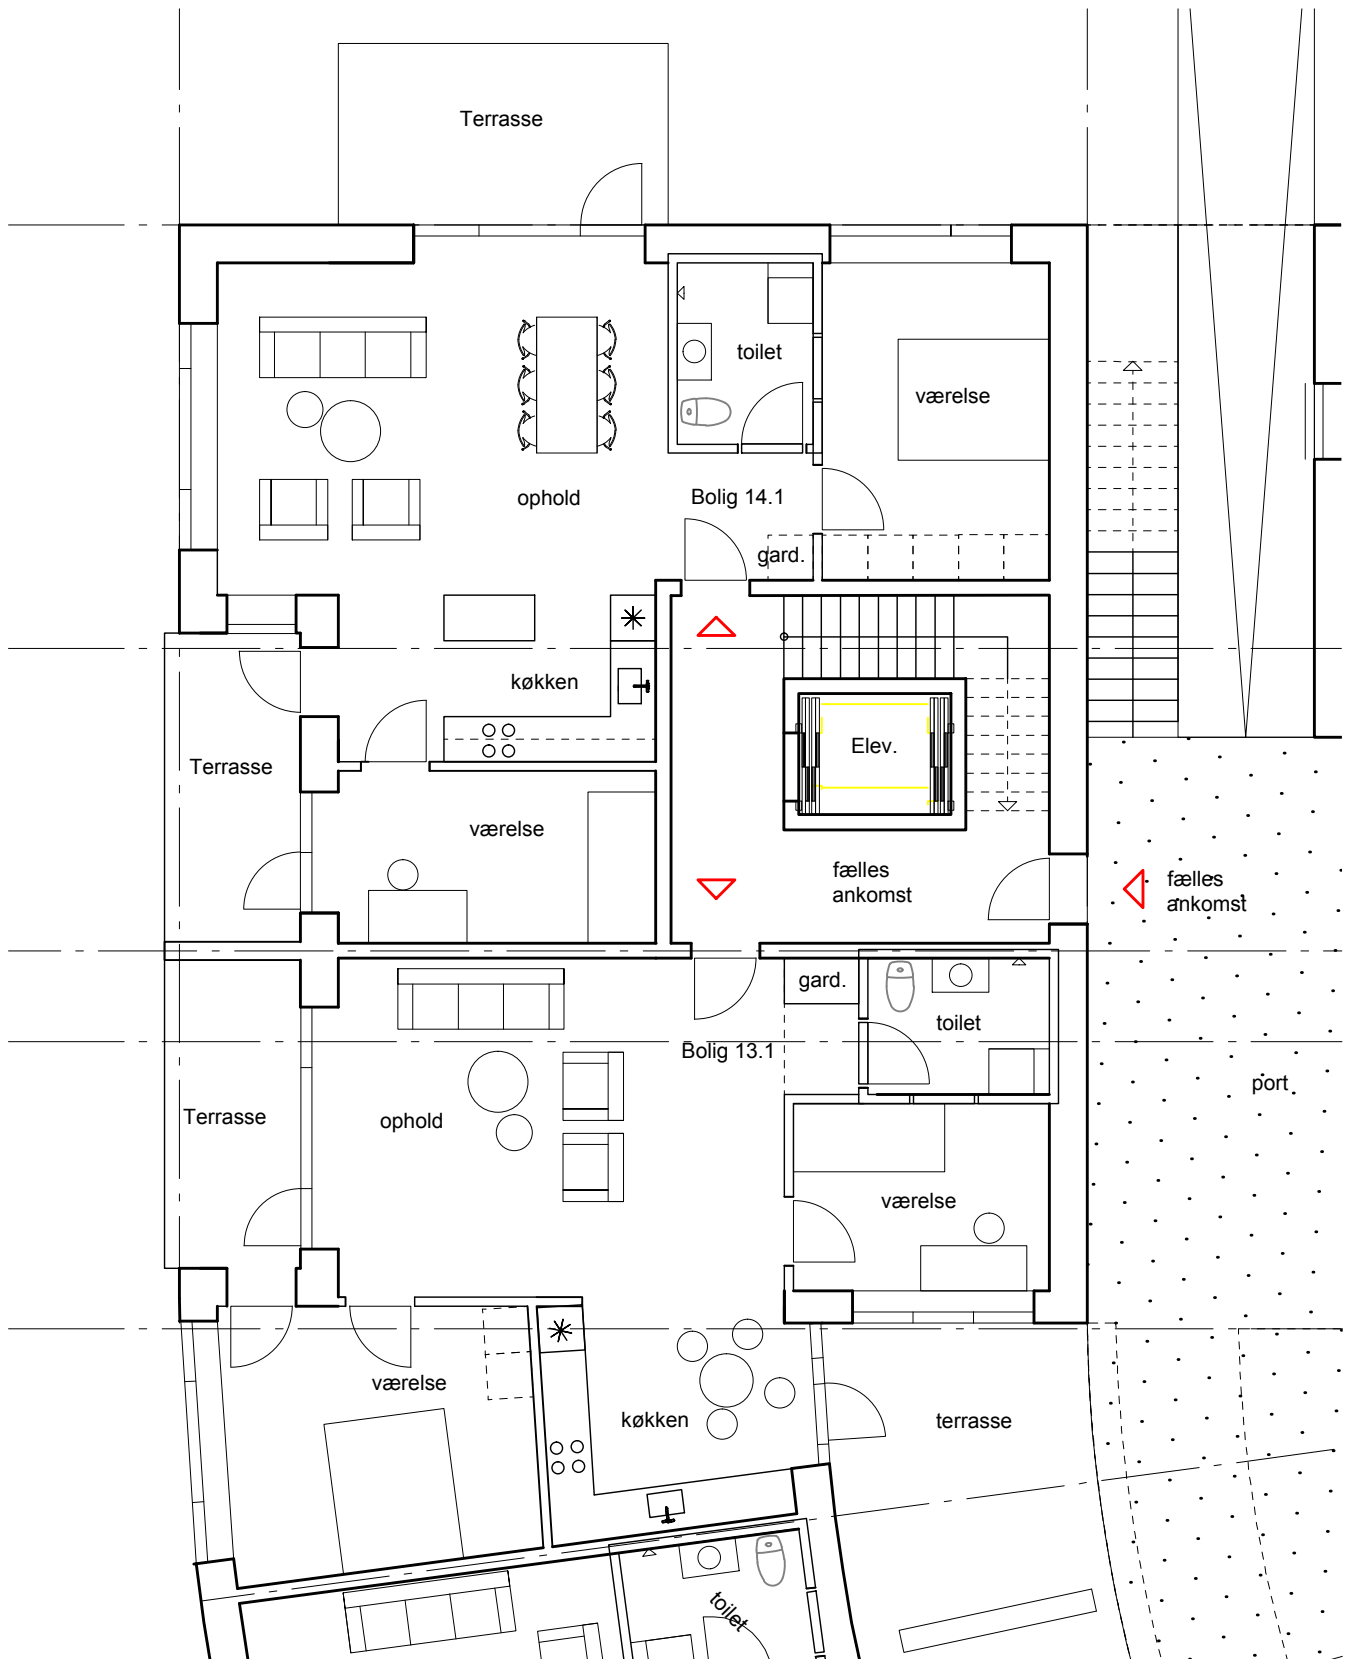 Terrasse
toilet
værelse
ophold
Bolig 14.1
gard.
køkken
Elev.
Terrasse
værelse
fælles
ankomst
fælles
ankomst
gard.
toilet
Bolig 13.1
port
Terrasse
ophold
værelse
værelse
køkken
terrasse
toilet